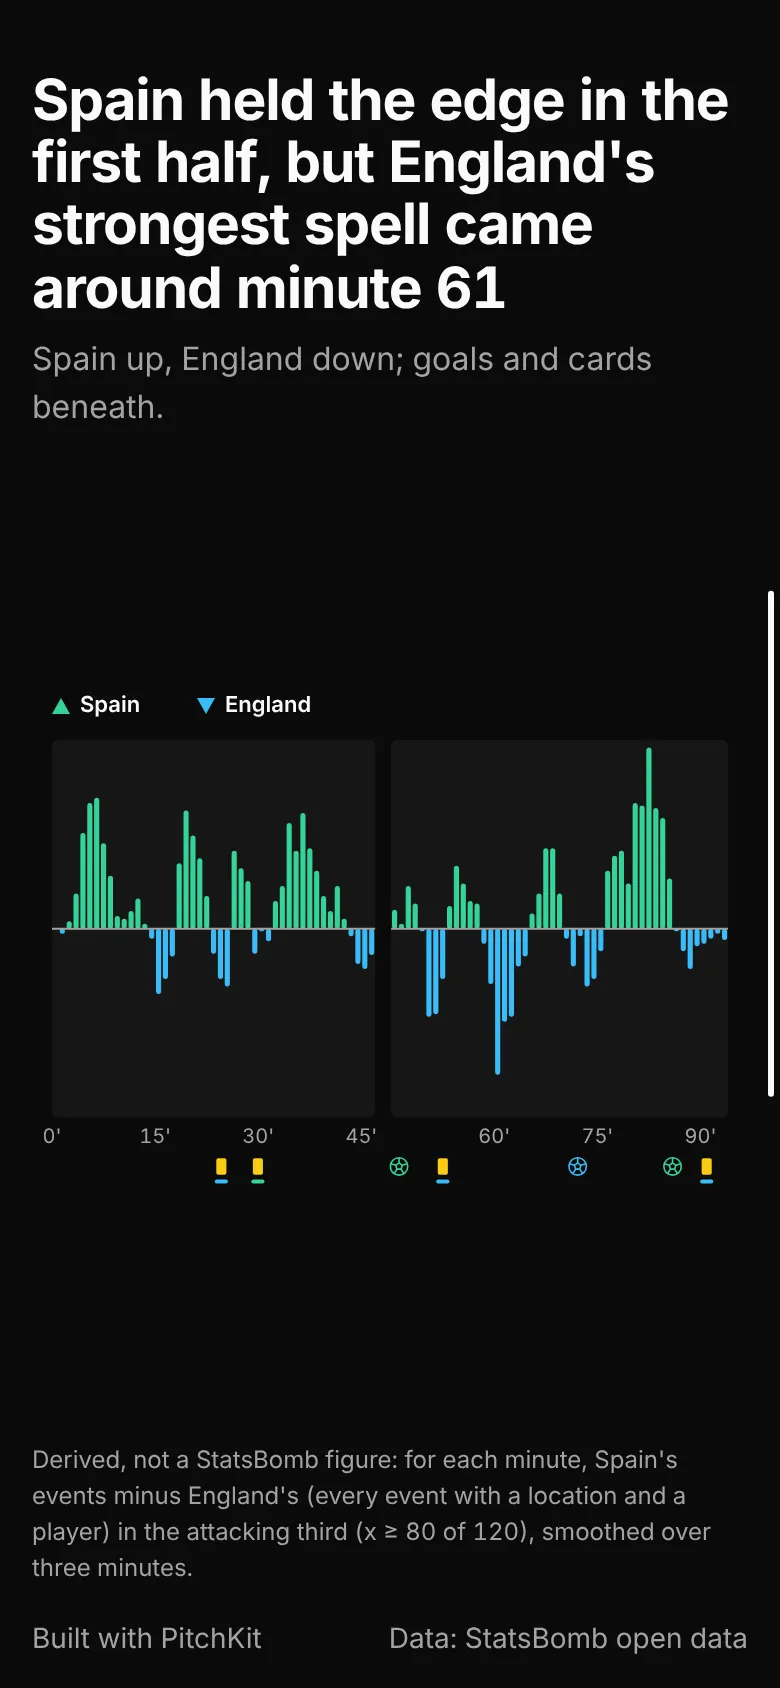 Spain held the edge in the
first half, but England's
strongest spell came
around minute 61
Spain up, England down; goals and cards
beneath.
Spain England
0' 15' 30' 45' 60' 75' 90'
Derived, not a StatsBomb figure: for each minute, Spain's
events minus England's (every event with a location and a
player) in the attacking third (x ≥ 80 of 120), smoothed over
three minutes.
Built with PitchKit Data: StatsBomb open data